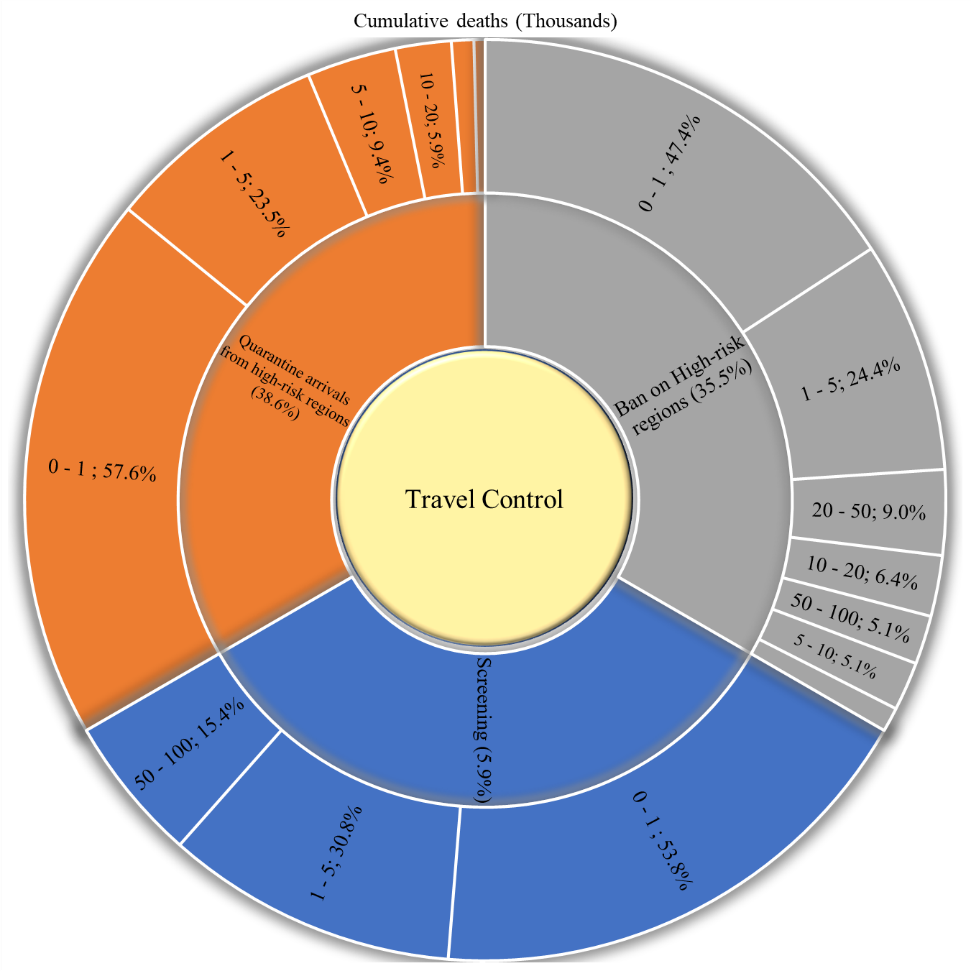 Cumulative deaths (Thousands)
0 - 1 ; 47.4%
1 - 5; 24.4%
20 - 50; 9.0%
10 - 20; 6.4%
50 - 100; 5.1%
5 - 10; 5.1%
Ban on High-risk
regions (35.5%)
0 - 1 ; 53.8%
1 - 5; 30.8%
50 - 100; 15.4%
Screening (5.9%)
0 - 1 ; 57.6%
1 - 5; 23.5%
5 - 10; 9.4%
10 - 20; 5.9%
Quarantine arrivals
from high-risk regions
(38.6%)
Travel Control